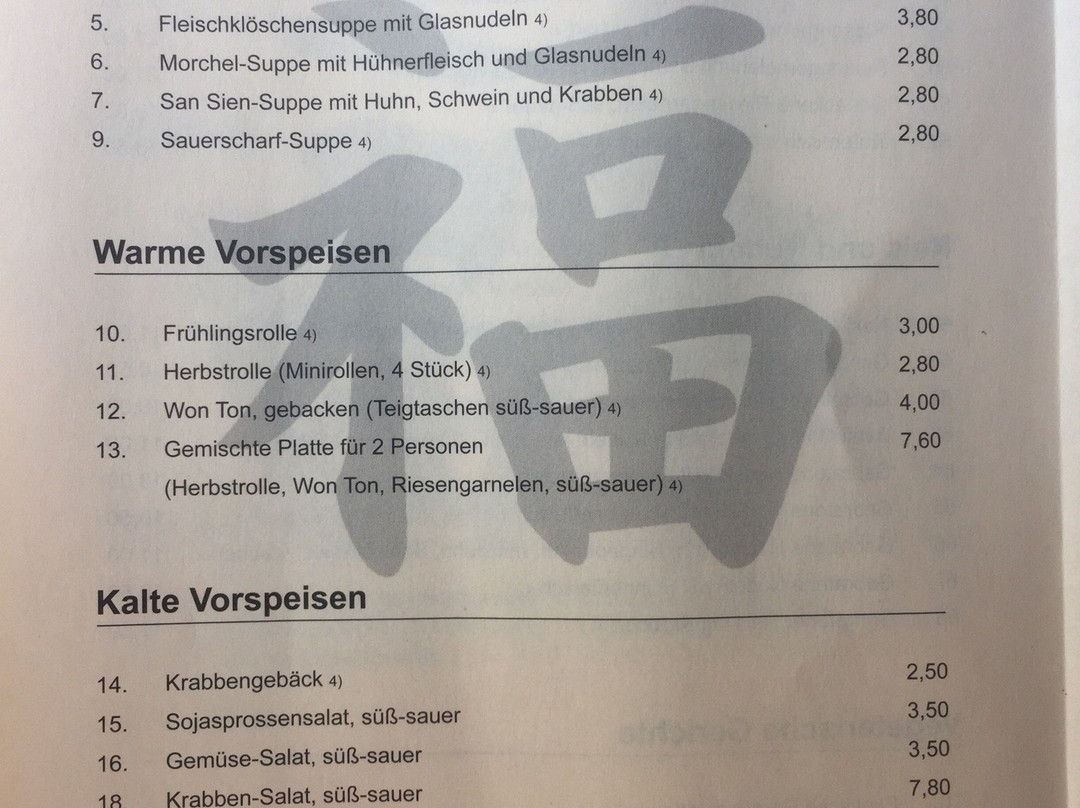 5. Fleischklöschensuppe mit Glasnudeln 4) 3,80
6. Morchel-Suppe mit Hühnerfleisch und Glasnudeln 4) 2,80
7. San Sien-Suppe mit Huhn, Schwein und Krabben 4) 2,80
9. Sauerscharf-Suppe 4) 2,80
福
Warme Vorspeisen
10. Frühlingsrolle 4) 3,00
11. Herbstrolle (Minirollen, 4 Stück) 4) 2,80
12. Won Ton, gebacken (Teigtaschen süß-sauer) 4) 4,00
13. Gemischte Platte für 2 Personen 7,60
(Herbstrolle, Won Ton, Riesengarnelen, süß-sauer) 4)
Kalte Vorspeisen
14. Krabbengebäck 4) 2,50
15. Sojasprossensalat, süß-sauer 3,50
16. Gemüse-Salat, süß-sauer 3,50
18 Krabben-Salat, süß-sauer 7,80